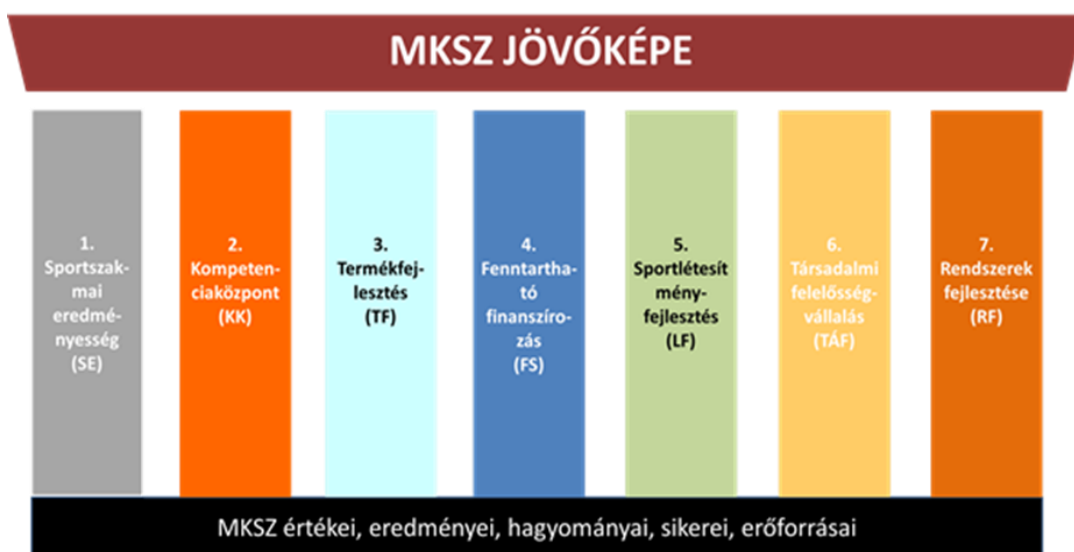 MKSZ JÖVŐKÉPE
1.
Sportszak-
mai
eredmé-
nyesség
(SE)
2.
Kompeten-
ciaközpont
(KK)
3.
Termékfej-
lesztés
(TF)
4.
Fenntartha-
tó
finanszíro-
zás
(FS)
5.
Sportlétesít
mény-
fejlesztés
(LF)
6.
Társadalmi
felelősség-
vállalás
(TÁF)
7.
Rendszerek
fejlesztése
(RF)
MKSZ értékei, eredményei, hagyományai, sikerei, erőforrásai